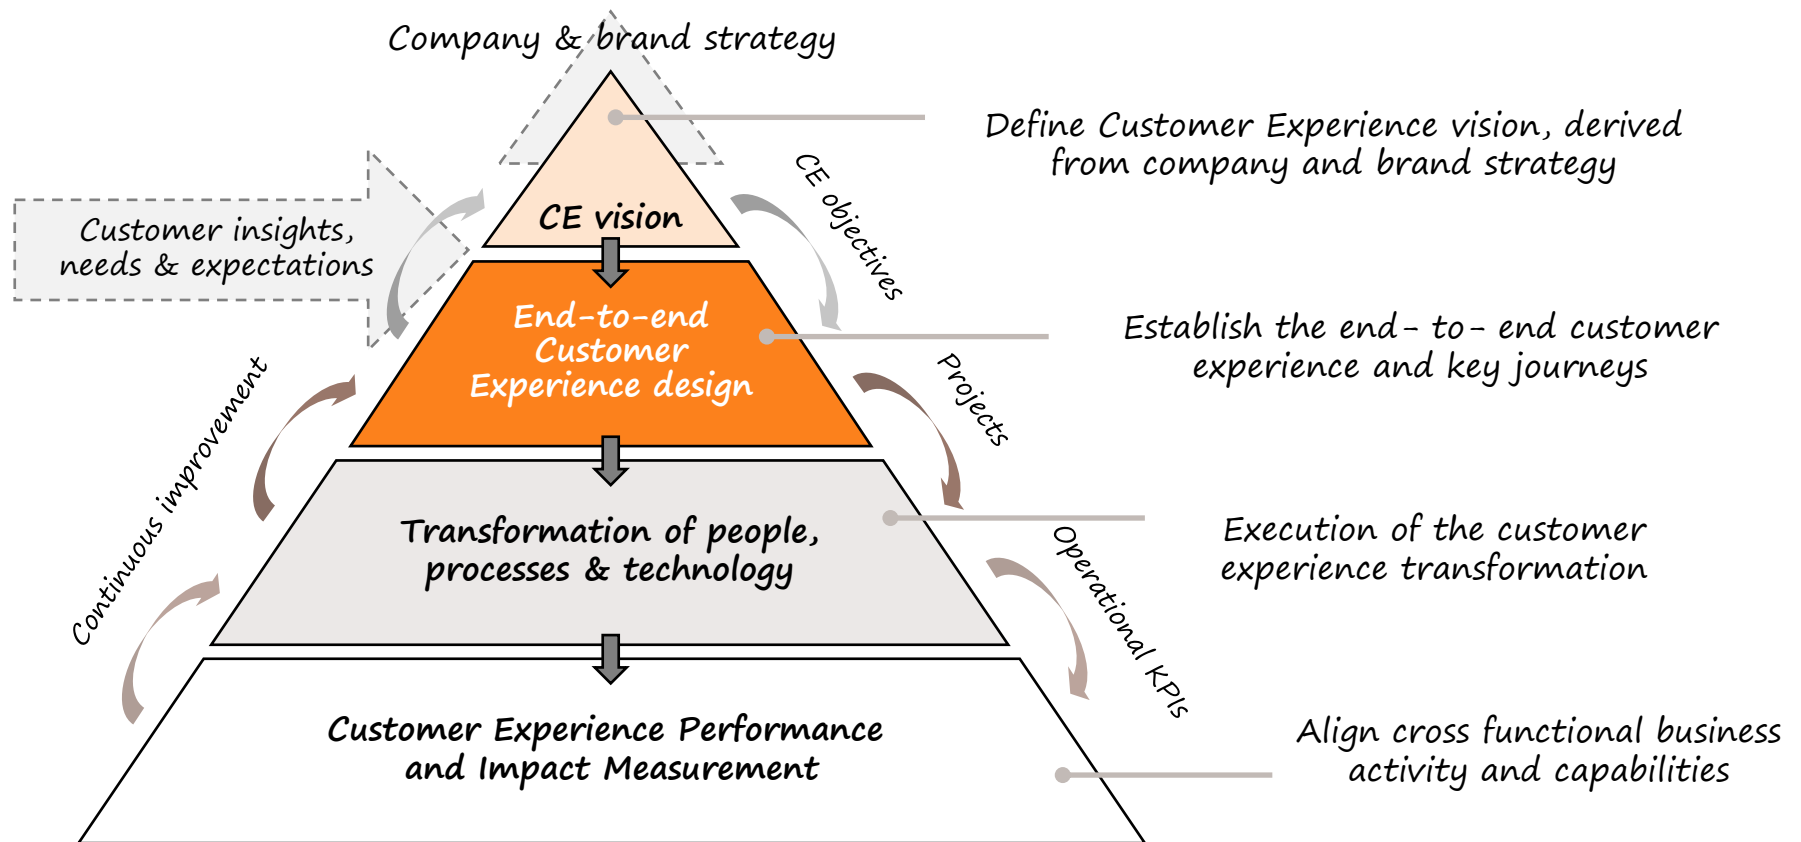 Company & brand strategy
Define Customer Experience vision, derived
from company and brand strategy
CE objectives
CE vision
Customer insights,
needs & expectations
End-to-end
Customer
Experience design
Establish the end- to- end customer
experience and key journeys
Projects
Continuous improvement
Transformation of people,
processes & technology
Execution of the customer
experience transformation
Operational KPIs
Customer Experience Performance
and Impact Measurement
Align cross functional business
activity and capabilities